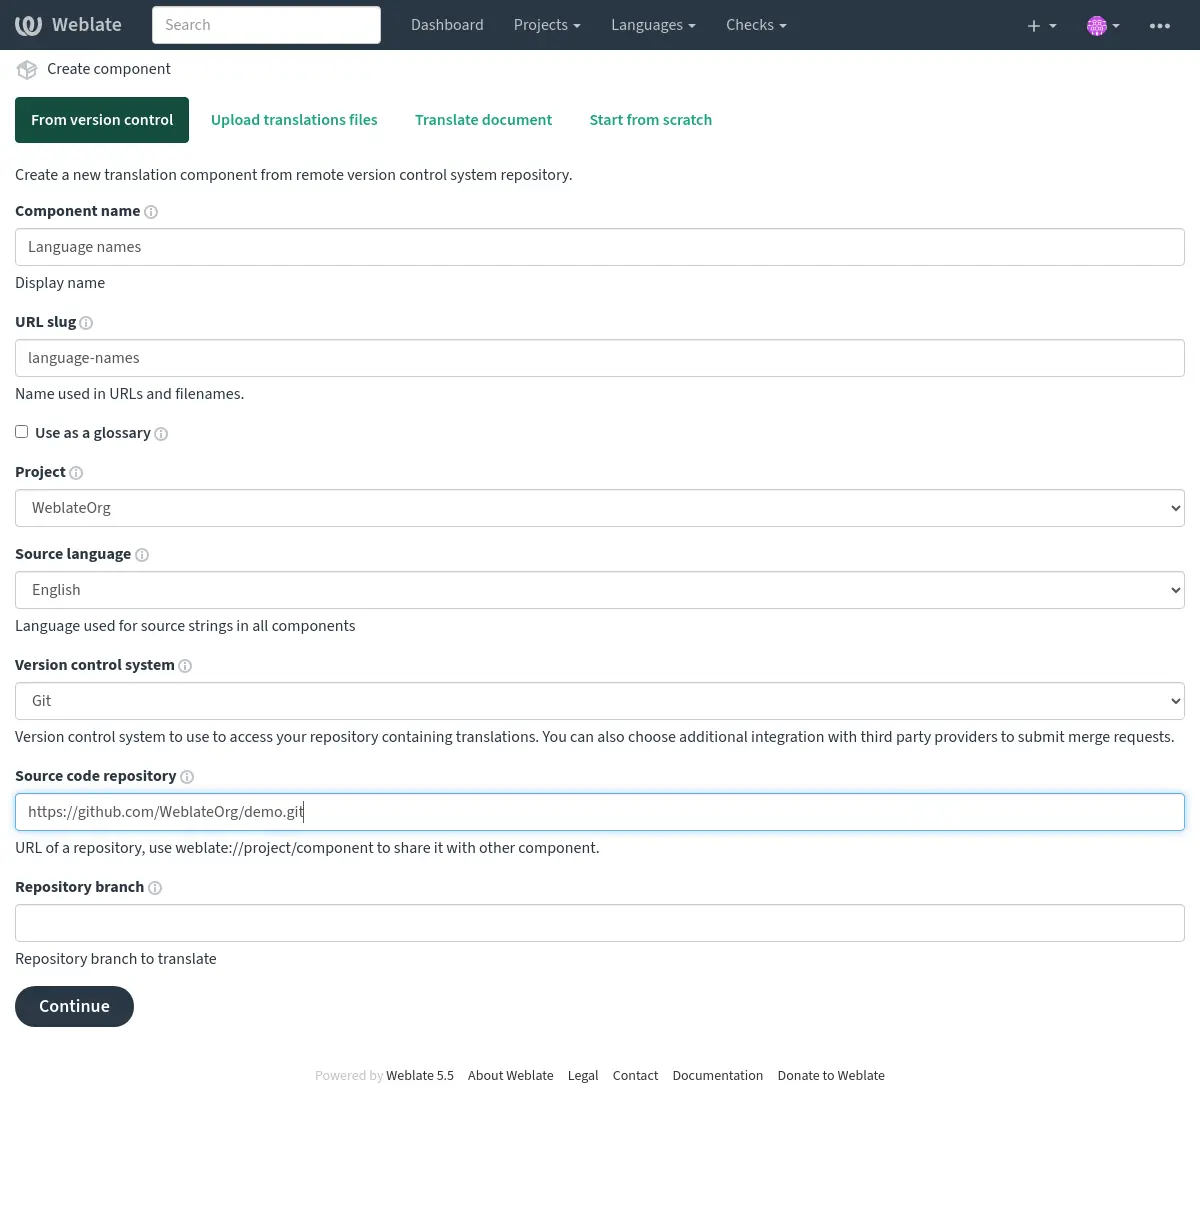 Weblate Search Dashboard Projects Languages Checks
Create component
From version control Upload translations files Translate document Start from scratch
Create a new translation component from remote version control system repository.
Component name
Language names
Display name
URL slug
language-names
Name used in URLs and filenames.
Use as a glossary
Project
WeblateOrg
Source language
English
Language used for source strings in all components
Version control system
Git
Version control system to use to access your repository containing translations. You can also choose additional integration with third party providers to submit merge requests.
Source code repository
https://github.com/WeblateOrg/demo.git
URL of a repository, use weblate://project/component to share it with other component.
Repository branch
Repository branch to translate
Continue
Powered by Weblate 5.5 About Weblate Legal Contact Documentation Donate to Weblate